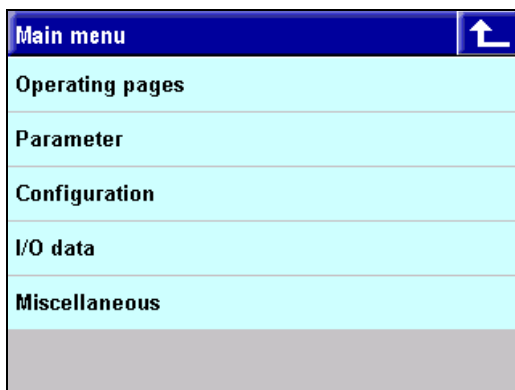 Main menu
Operating pages
Parameter
Configuration
I/O data
Miscellaneous